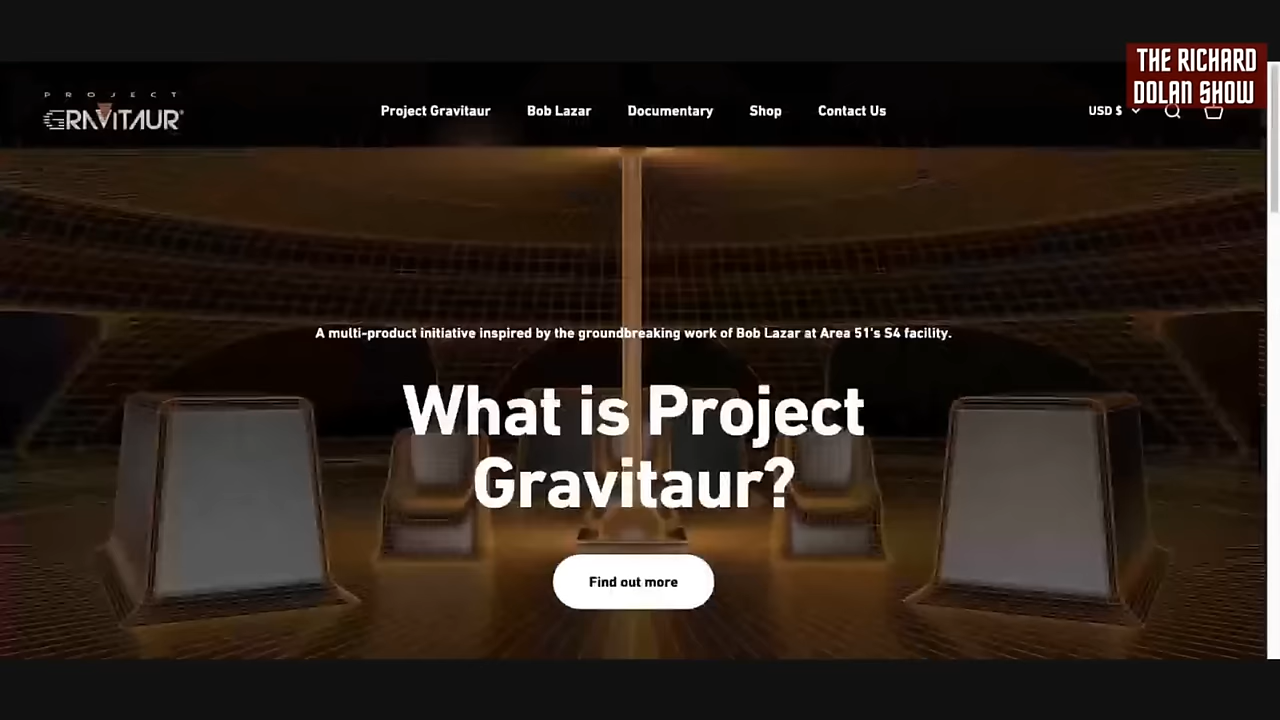 THE RICHARD
DOLAN SHOW
PROJECT
GRAVITAUR®
Project Gravitaur
Bob Lazar
Documentary
Shop
Contact Us
USD $
A multi-product initiative inspired by the groundbreaking work of Bob Lazar at Area 51's S4 facility.
What is Project
Gravitaur?
Find out more